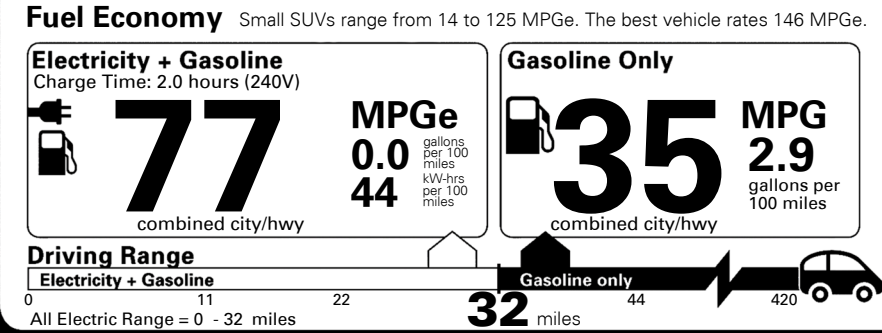 Fuel Economy Small SUVs range from 14 to 125 MPGe. The best vehicle rates 146 MPGe.
Electricity + Gasoline
Charge Time: 2.0 hours (240V)
77
MPGe
0.0 gallons per 100 miles
44 kW-hrs per 100 miles
combined city/hwy
Gasoline Only
35
MPG
2.9
gallons per
100 miles
combined city/hwy
Driving Range
Electricity + Gasoline Gasoline only
0 11 22 32 miles 44 420
All Electric Range = 0 - 32 miles